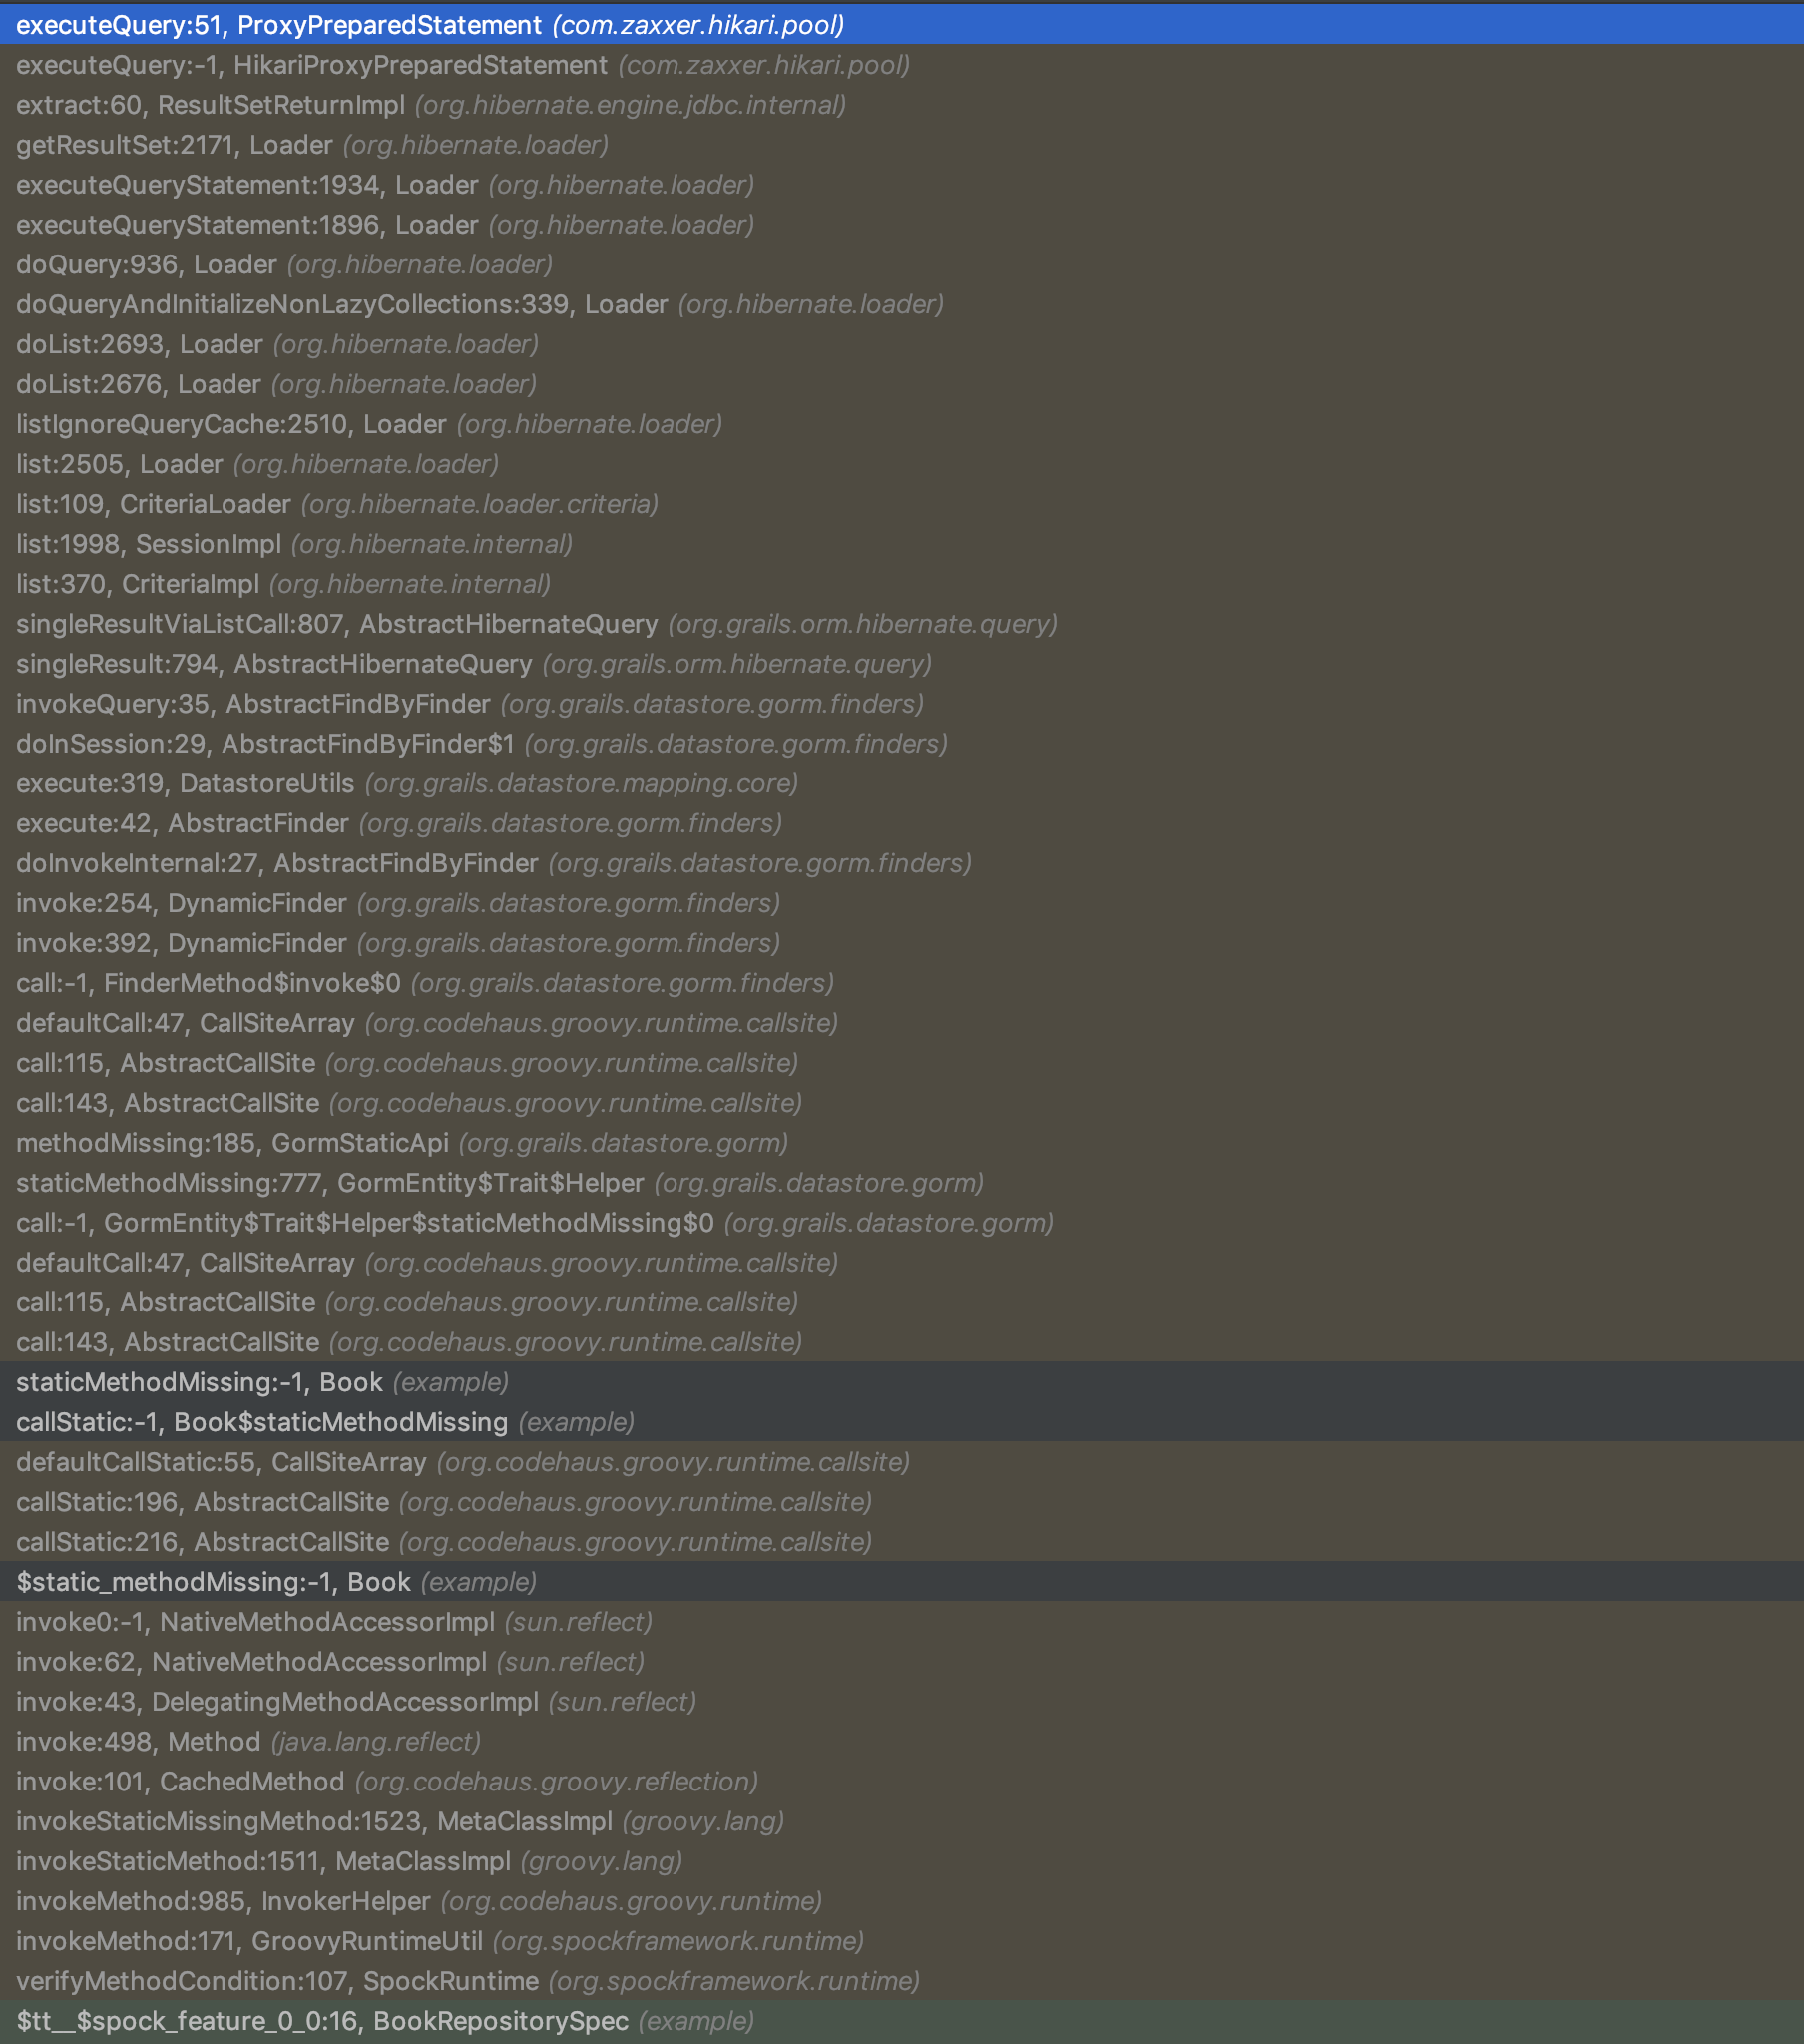 executeQuery:51, ProxyPreparedStatement (com.zaxxer.hikari.pool)
executeQuery:-1, HikariProxyPreparedStatement (com.zaxxer.hikari.pool)
extract:60, ResultSetReturnImpl (org.hibernate.engine.jdbc.internal)
getResultSet:2171, Loader (org.hibernate.loader)
executeQueryStatement:1934, Loader (org.hibernate.loader)
executeQueryStatement:1896, Loader (org.hibernate.loader)
doQuery:936, Loader (org.hibernate.loader)
doQueryAndInitializeNonLazyCollections:339, Loader (org.hibernate.loader)
doList:2693, Loader (org.hibernate.loader)
doList:2676, Loader (org.hibernate.loader)
listIgnoreQueryCache:2510, Loader (org.hibernate.loader)
list:2505, Loader (org.hibernate.loader)
list:109, CriteriaLoader (org.hibernate.loader.criteria)
list:1998, SessionImpl (org.hibernate.internal)
list:370, CriteriaImpl (org.hibernate.internal)
singleResultViaListCall:807, AbstractHibernateQuery (org.grails.orm.hibernate.query)
singleResult:794, AbstractHibernateQuery (org.grails.orm.hibernate.query)
invokeQuery:35, AbstractFindByFinder (org.grails.datastore.gorm.finders)
doInSession:29, AbstractFindByFinder$1 (org.grails.datastore.gorm.finders)
execute:319, DatastoreUtils (org.grails.datastore.mapping.core)
execute:42, AbstractFinder (org.grails.datastore.gorm.finders)
doInvokeInternal:27, AbstractFindByFinder (org.grails.datastore.gorm.finders)
invoke:254, DynamicFinder (org.grails.datastore.gorm.finders)
invoke:392, DynamicFinder (org.grails.datastore.gorm.finders)
call:-1, FinderMethod$invoke$0 (org.grails.datastore.gorm.finders)
defaultCall:47, CallSiteArray (org.codehaus.groovy.runtime.callsite)
call:115, AbstractCallSite (org.codehaus.groovy.runtime.callsite)
call:143, AbstractCallSite (org.codehaus.groovy.runtime.callsite)
methodMissing:185, GormStaticApi (org.grails.datastore.gorm)
staticMethodMissing:777, GormEntity$Trait$Helper (org.grails.datastore.gorm)
call:-1, GormEntity$Trait$Helper$staticMethodMissing$0 (org.grails.datastore.gorm)
defaultCall:47, CallSiteArray (org.codehaus.groovy.runtime.callsite)
call:115, AbstractCallSite (org.codehaus.groovy.runtime.callsite)
call:143, AbstractCallSite (org.codehaus.groovy.runtime.callsite)
staticMethodMissing:-1, Book (example)
callStatic:-1, Book$staticMethodMissing (example)
defaultCallStatic:55, CallSiteArray (org.codehaus.groovy.runtime.callsite)
callStatic:196, AbstractCallSite (org.codehaus.groovy.runtime.callsite)
callStatic:216, AbstractCallSite (org.codehaus.groovy.runtime.callsite)
$static_methodMissing:-1, Book (example)
invoke0:-1, NativeMethodAccessorImpl (sun.reflect)
invoke:62, NativeMethodAccessorImpl (sun.reflect)
invoke:43, DelegatingMethodAccessorImpl (sun.reflect)
invoke:498, Method (java.lang.reflect)
invoke:101, CachedMethod (org.codehaus.groovy.reflection)
invokeStaticMissingMethod:1523, MetaClassImpl (groovy.lang)
invokeStaticMethod:1511, MetaClassImpl (groovy.lang)
invokeMethod:985, InvokerHelper (org.codehaus.groovy.runtime)
invokeMethod:171, GroovyRuntimeUtil (org.spockframework.runtime)
verifyMethodCondition:107, SpockRuntime (org.spockframework.runtime)
$tt__$spock_feature_0_0:16, BookRepositorySpec (example)